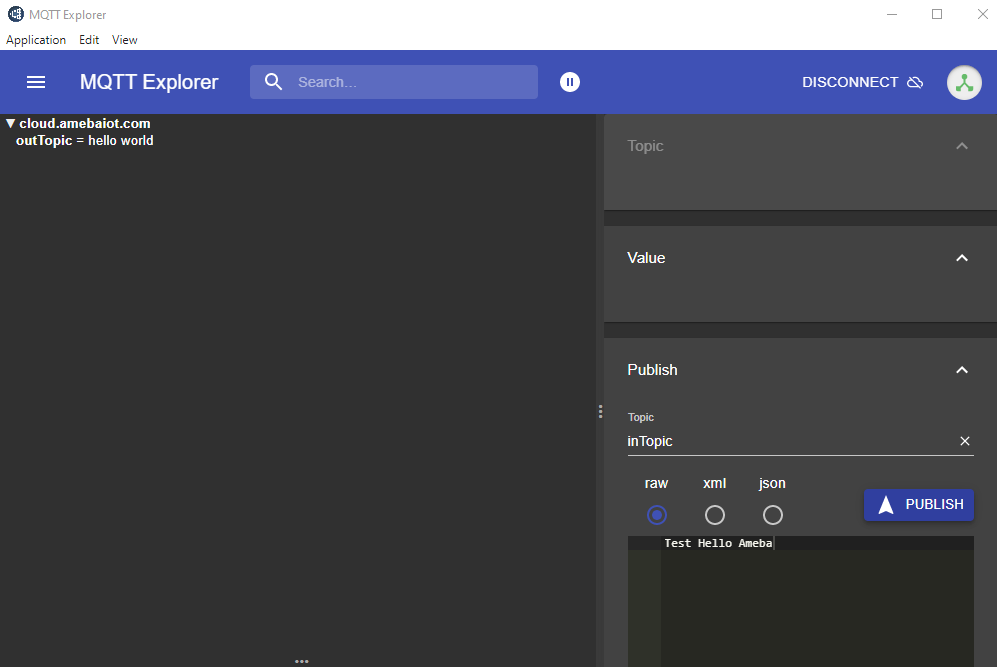 MQTT Explorer
Application Edit View
MQTT Explorer Search... DISCONNECT
▼ cloud.amebaiot.com
outTopic = hello world
Topic
Value
Publish
Topic
inTopic
raw xml json
PUBLISH
Test Hello Ameba